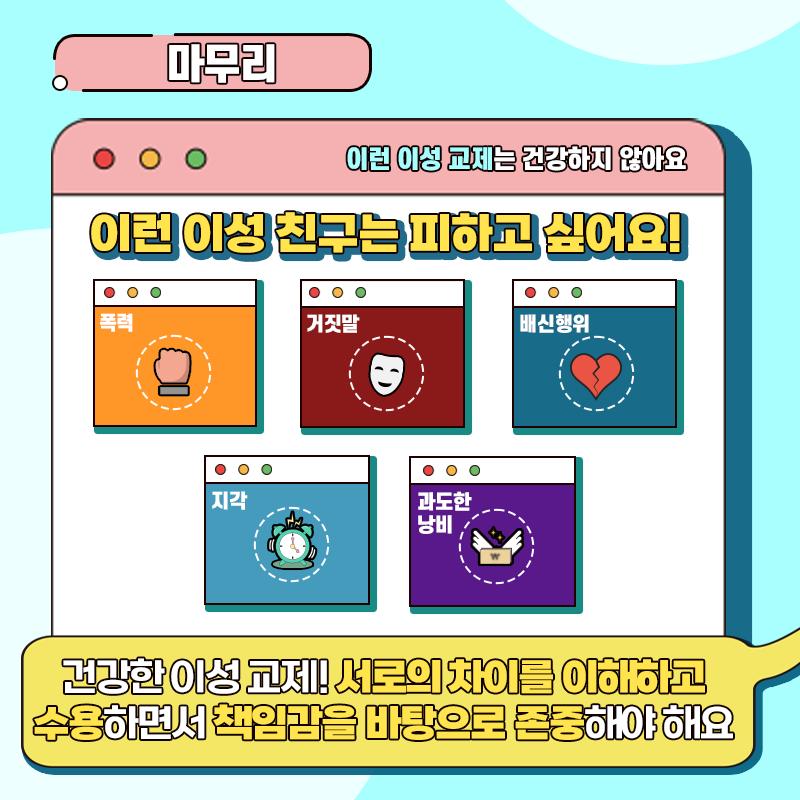 마무리
이런 이성 교제는 건강하지 않아요
이런 이성 친구는 피하고 싶어요!
폭력
거짓말
배신행위
지각
과도한
낭비
₩
건강한 이성 교제! 서로의 차이를 이해하고
수용하면서 책임감을 바탕으로 존중해야 해요